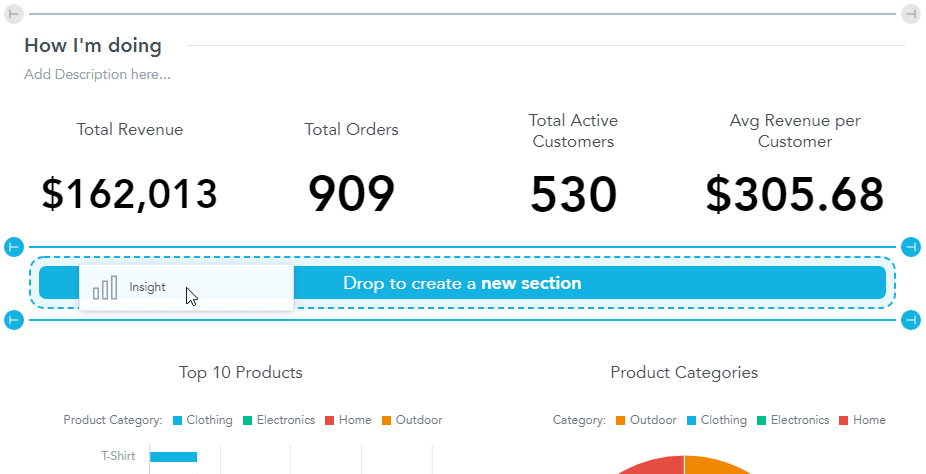 How I'm doing
Add Description here...
Total Revenue
Total Orders
Total Active
Customers
Avg Revenue per
Customer
$162,013
909
530
$305.68
Insight
Drop to create a new section
Top 10 Products
Product Categories
Product Category: Clothing Electronics Home Outdoor
Category: Outdoor Clothing Electronics Home
T-Shirt